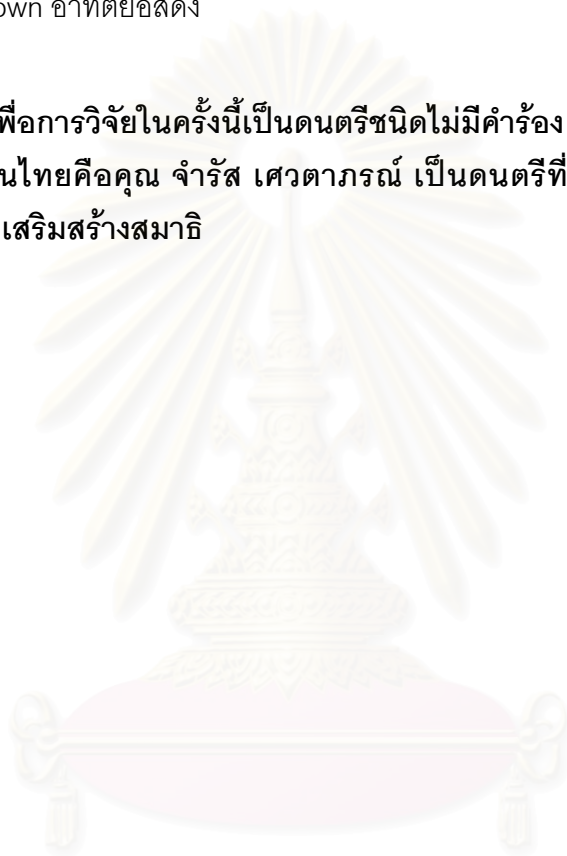 own อาทิตย์อัสดง
พื่อการวิจัยในครั้งนี้เป็นดนตรีชนิดไม่มีคำร้อง
นไทยคือคุณ จำรัส เศวตาภรณ์ เป็นดนตรีที่
เสริมสร้างสมาธิ